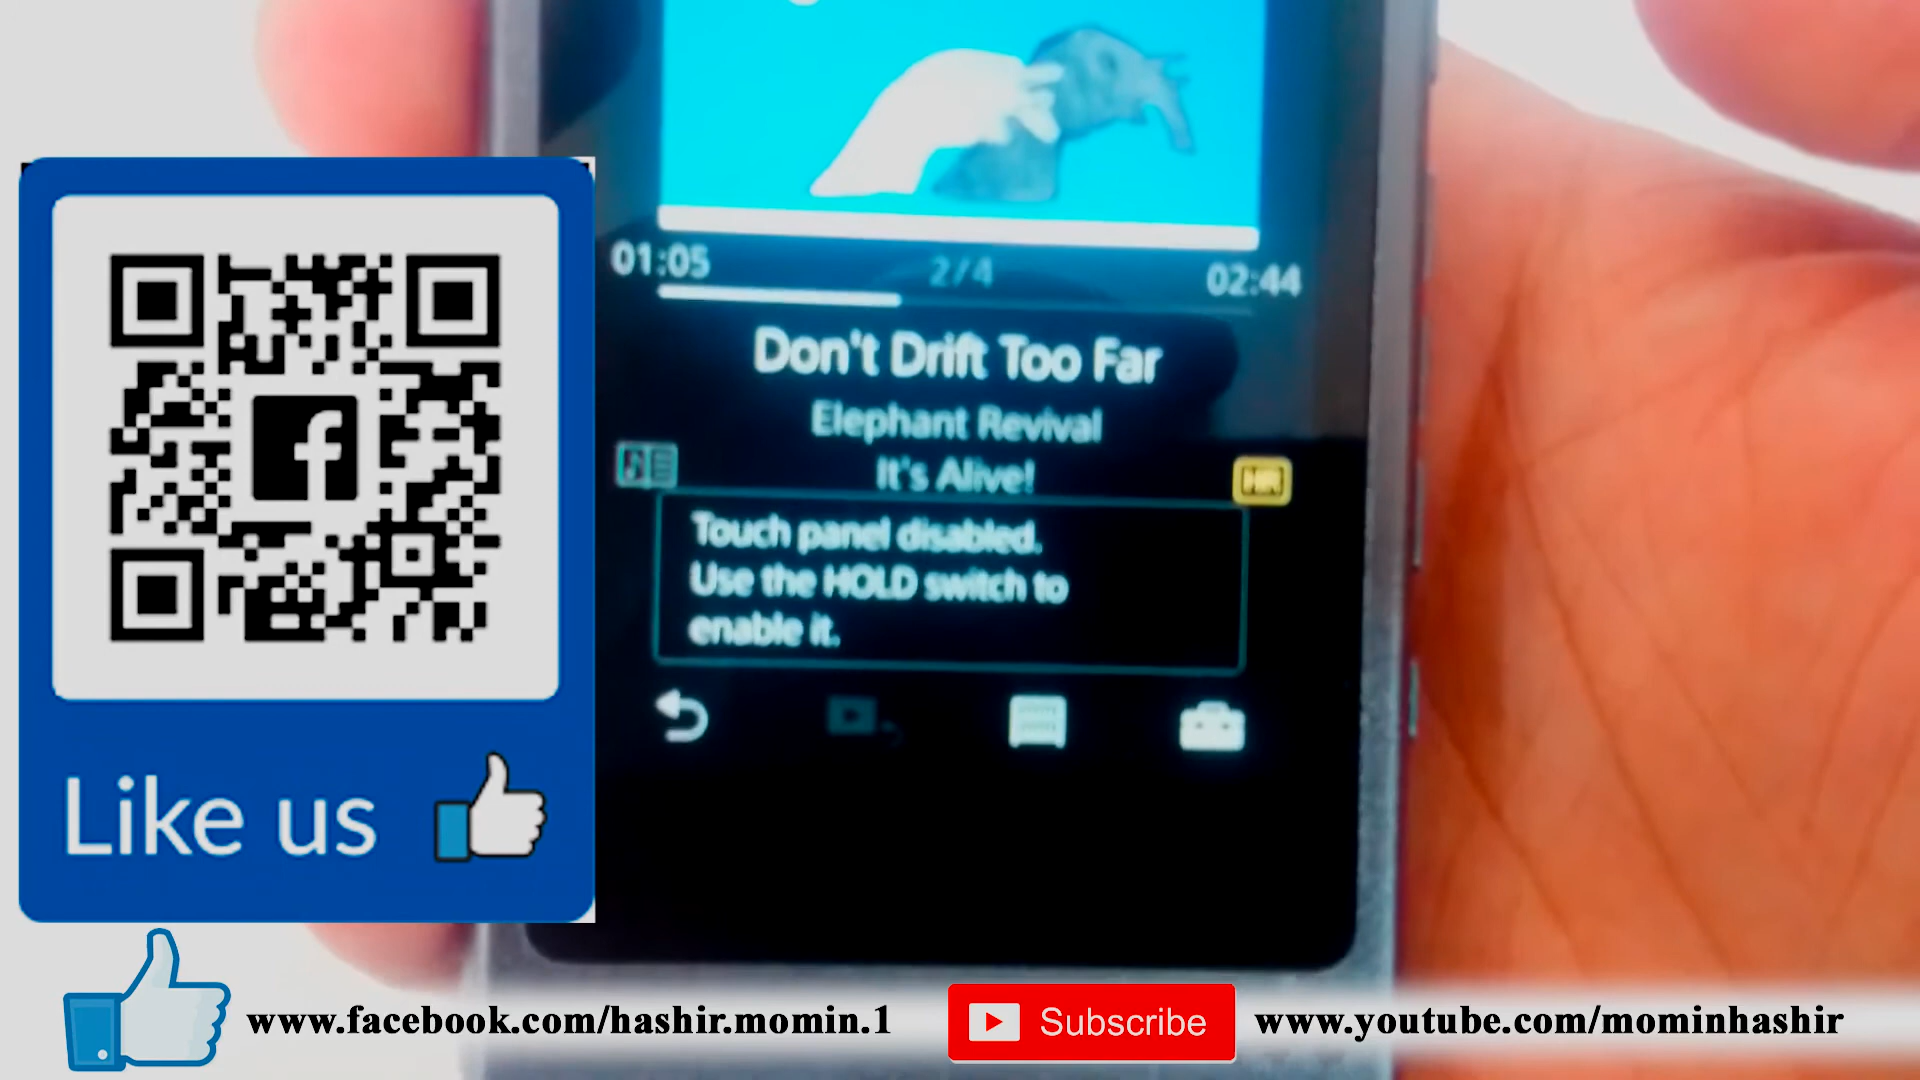 01:05 2/4 02:44
Don't Drift Too Far
Elephant Revival
It's Alive!
HR
Touch panel disabled.
Use the HOLD switch to
enable it.
f
Like us
www.facebook.com/hashir.momin.1
Subscribe
www.youtube.com/mominhashir